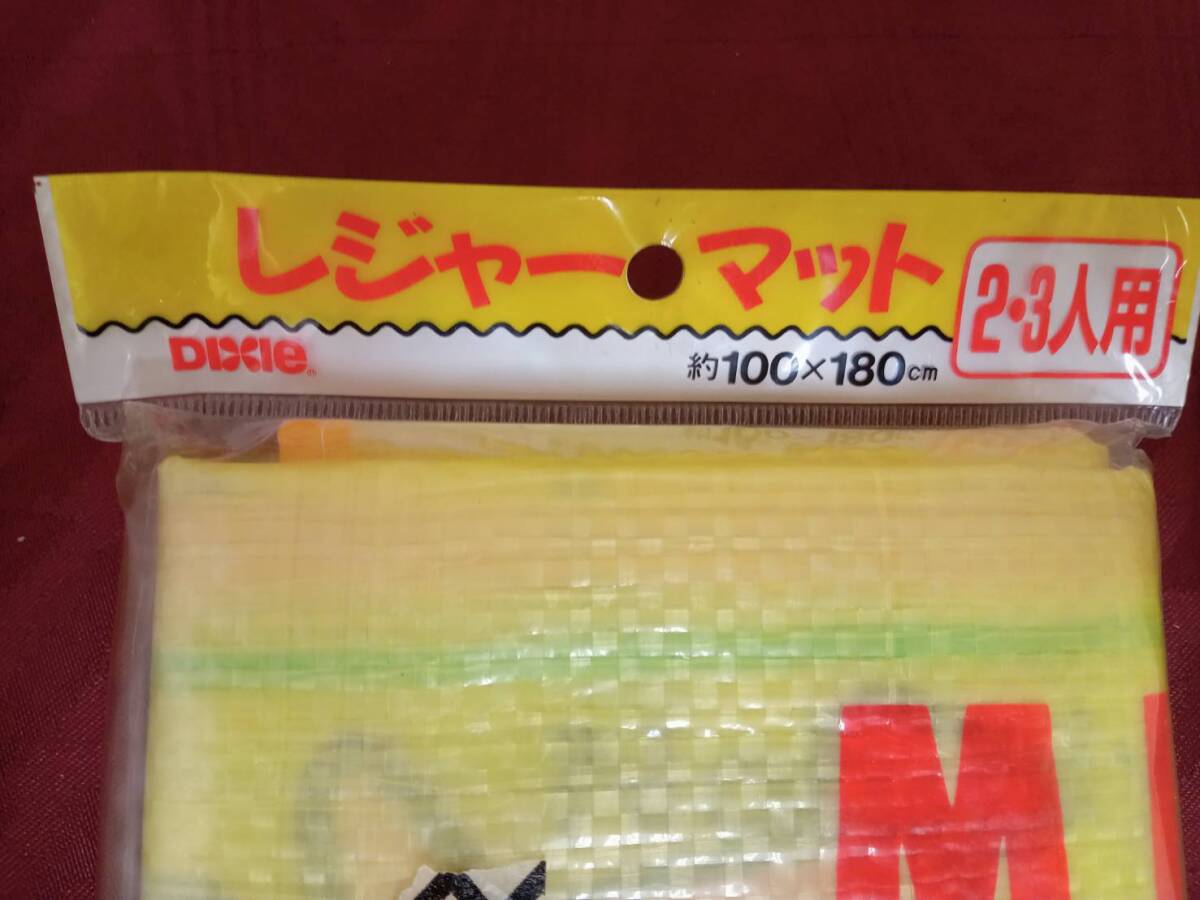 レジャーマット
2・3人用
DIXIE®
約100×180cm
M